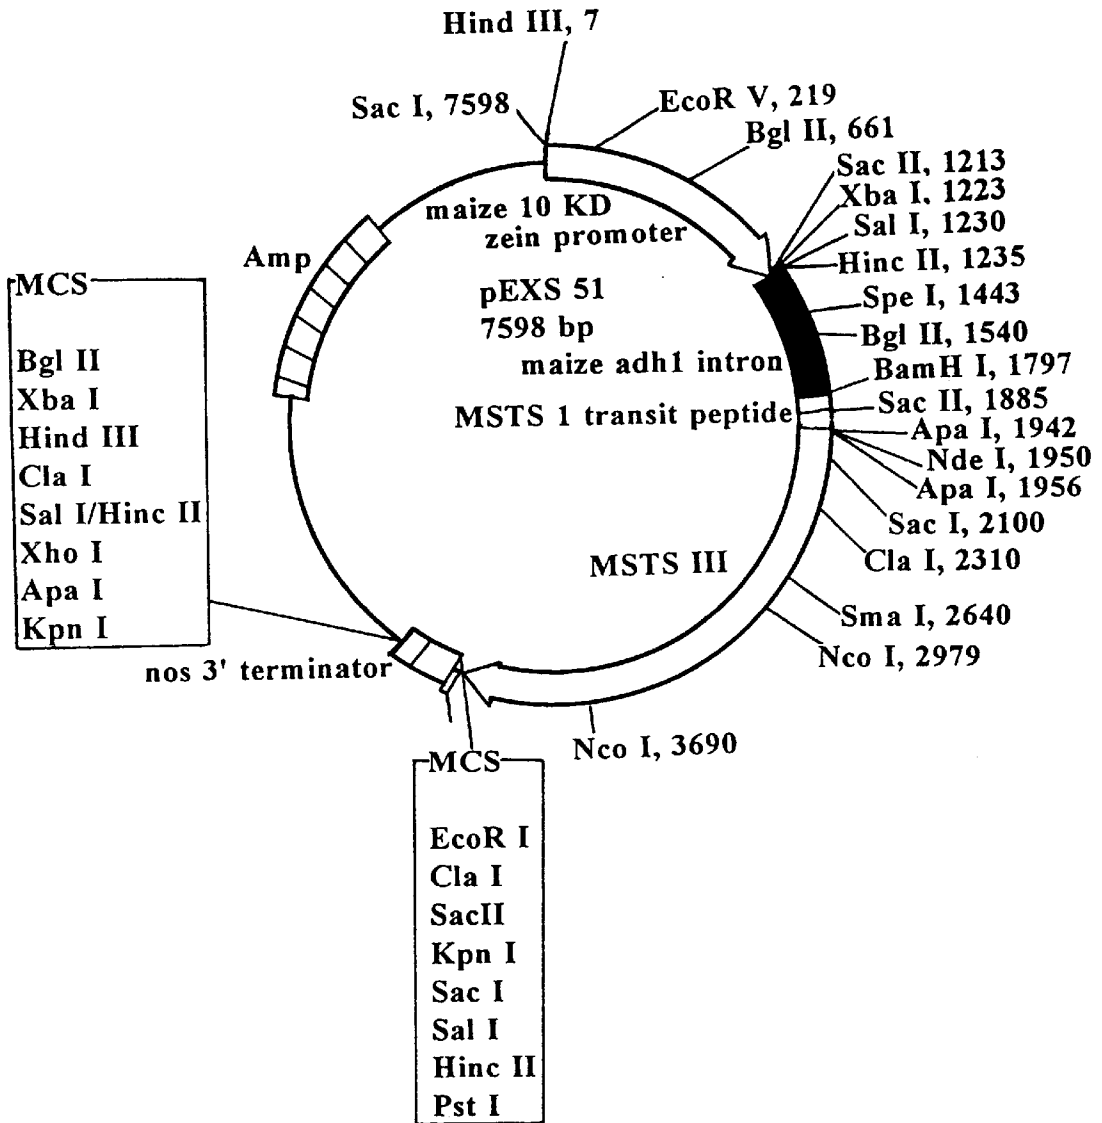 Hind III, 7
Sac I, 7598
EcoR V, 219
Bgl II, 661
Sac II, 1213
Xba I, 1223
Sal I, 1230
Hinc II, 1235
Spe I, 1443
Bgl II, 1540
BamH I, 1797
Sac II, 1885
Apa I, 1942
Nde I, 1950
Apa I, 1956
Sac I, 2100
Cla I, 2310
Sma I, 2640
Nco I, 2979
Nco I, 3690
maize 10 KD
zein promoter
pEXS 51
7598 bp
maize adh1 intron
MSTS 1 transit peptide
MSTS III
Amp
MCS
Bgl II
Xba I
Hind III
Cla I
Sal I/Hinc II
Xho I
Apa I
Kpn I
nos 3' terminator
MCS
EcoR I
Cla I
SacII
Kpn I
Sac I
Sal I
Hinc II
Pst I